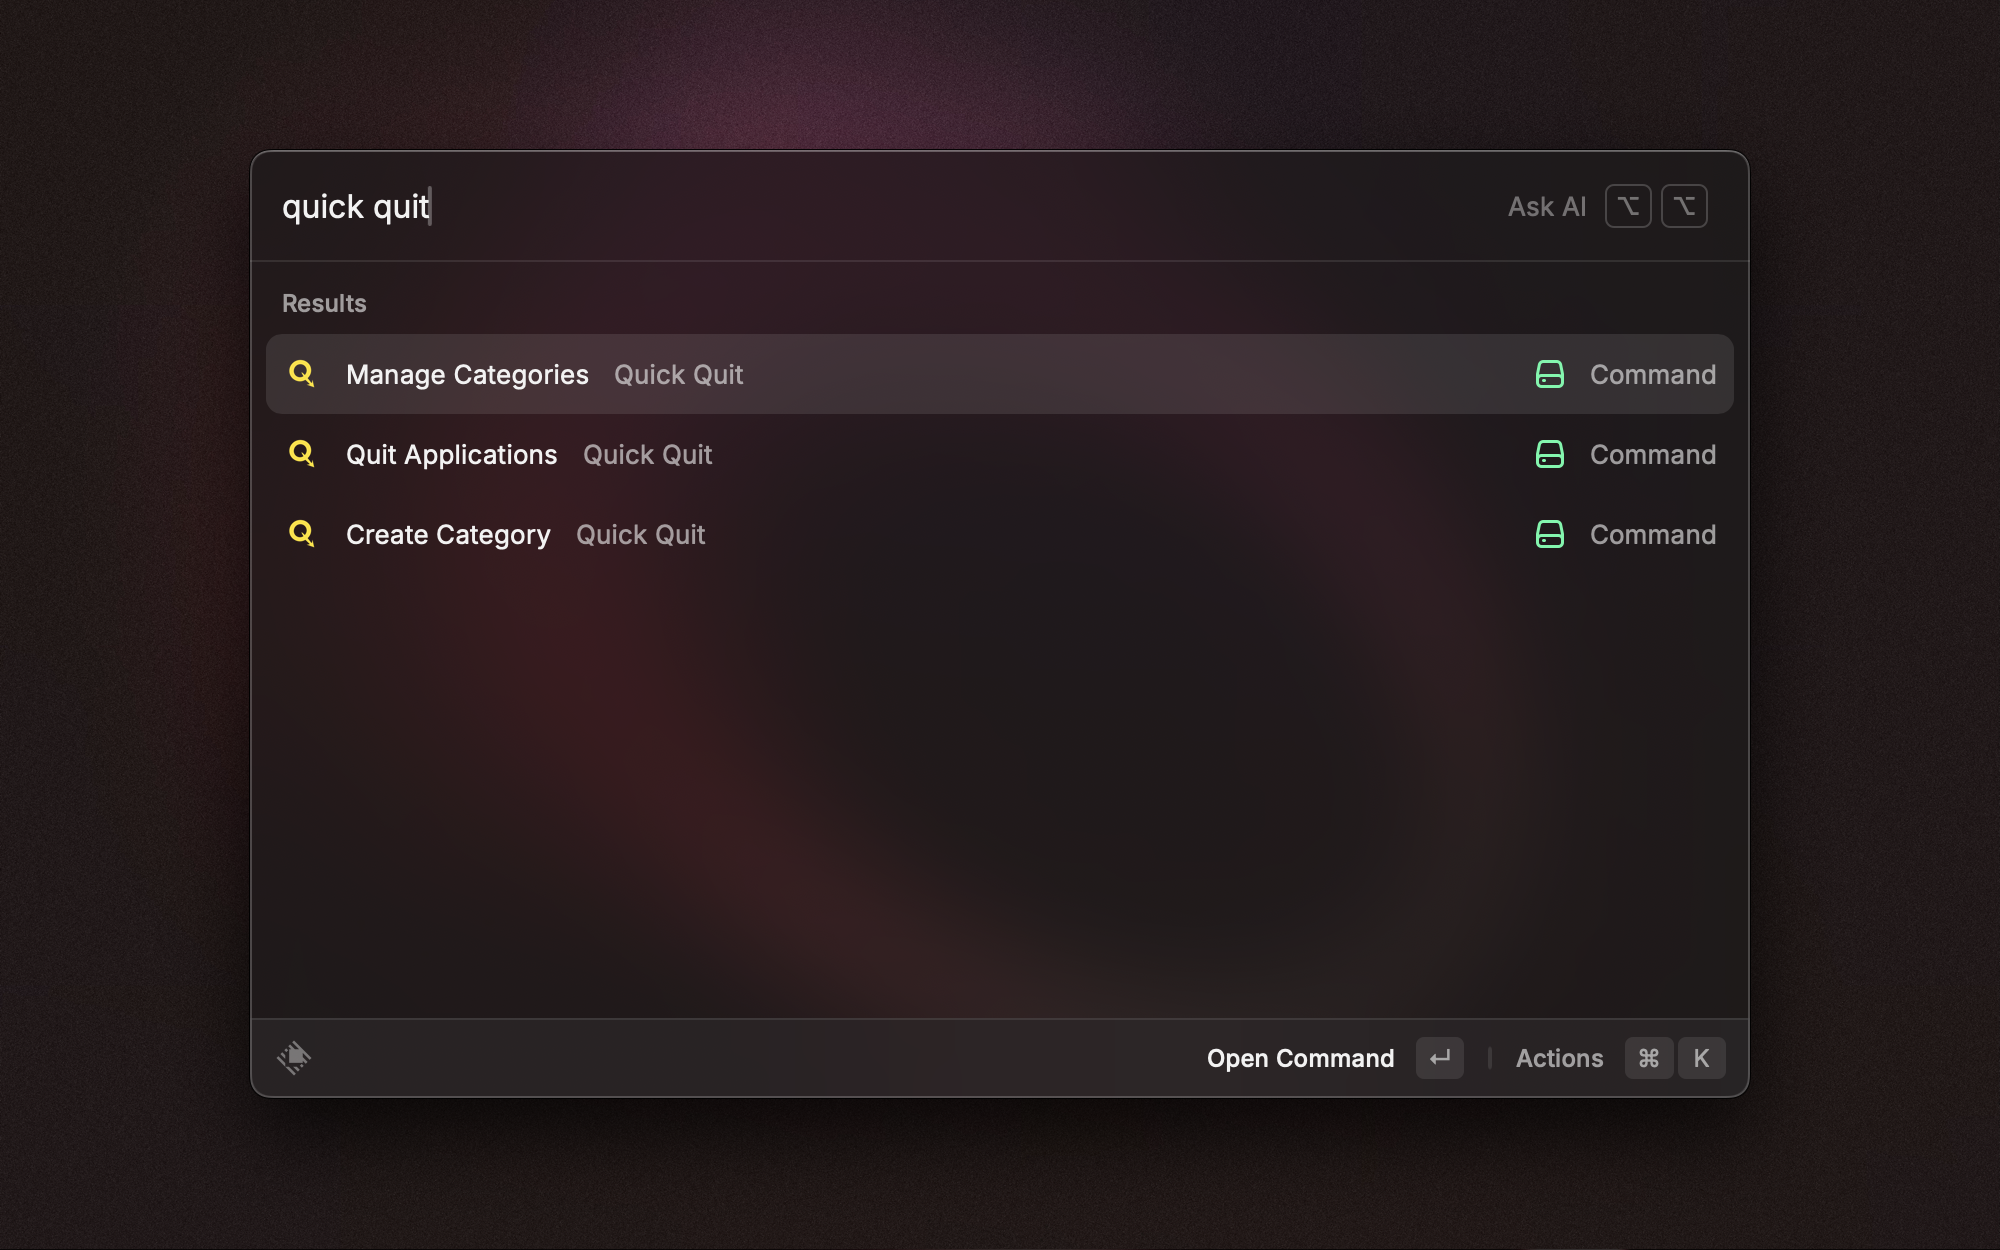 quick quit
Ask AI ⌥ ⌥
Results
Manage Categories Quick Quit Command
Quit Applications Quick Quit Command
Create Category Quick Quit Command
Open Command ↵ Actions ⌘ K